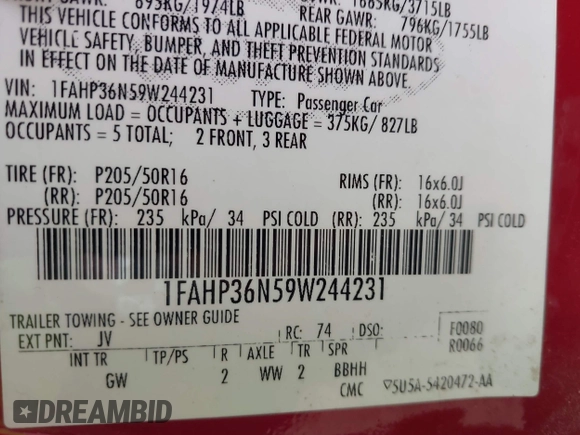 GAWR: 895KG/1974LB
1685KG/3715LB
REAR GAWR: 796KG/1755LB
THIS VEHICLE CONFORMS TO ALL APPLICABLE FEDERAL MOTOR
VEHICLE SAFETY, BUMPER, AND THEFT PREVENTION STANDARDS
IN EFFECT ON THE DATE OF MANUFACTURE SHOWN ABOVE.
VIN: 1FAHP36N59W244231 TYPE: Passenger Car
MAXIMUM LOAD = OCCUPANTS + LUGGAGE = 375KG/ 827LB
OCCUPANTS = 5 TOTAL; 2 FRONT, 3 REAR
TIRE (FR): P205/50R16 RIMS (FR): 16x6.0J
(RR): P205/50R16 (RR): 16x6.0J
PRESSURE (FR): 235 kPa/ 34 PSI COLD (RR): 235 kPa/ 34 PSI COLD
1FAHP36N59W244231
TRAILER TOWING - SEE OWNER GUIDE
EXT PNT: JV RC: 74 DSO: F0080
R0066
INT TR TP/PS R AXLE TR SPR
GW 2 WW 2 BBHH
CMC ▽5U5A-5420472-AA
DREAMBID